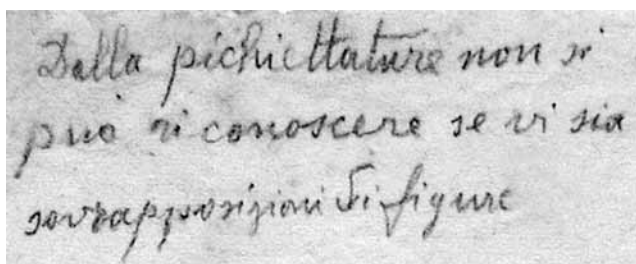 Dalla pichiettature non si
può riconoscere se vi sia
sovrapposizioni di figure